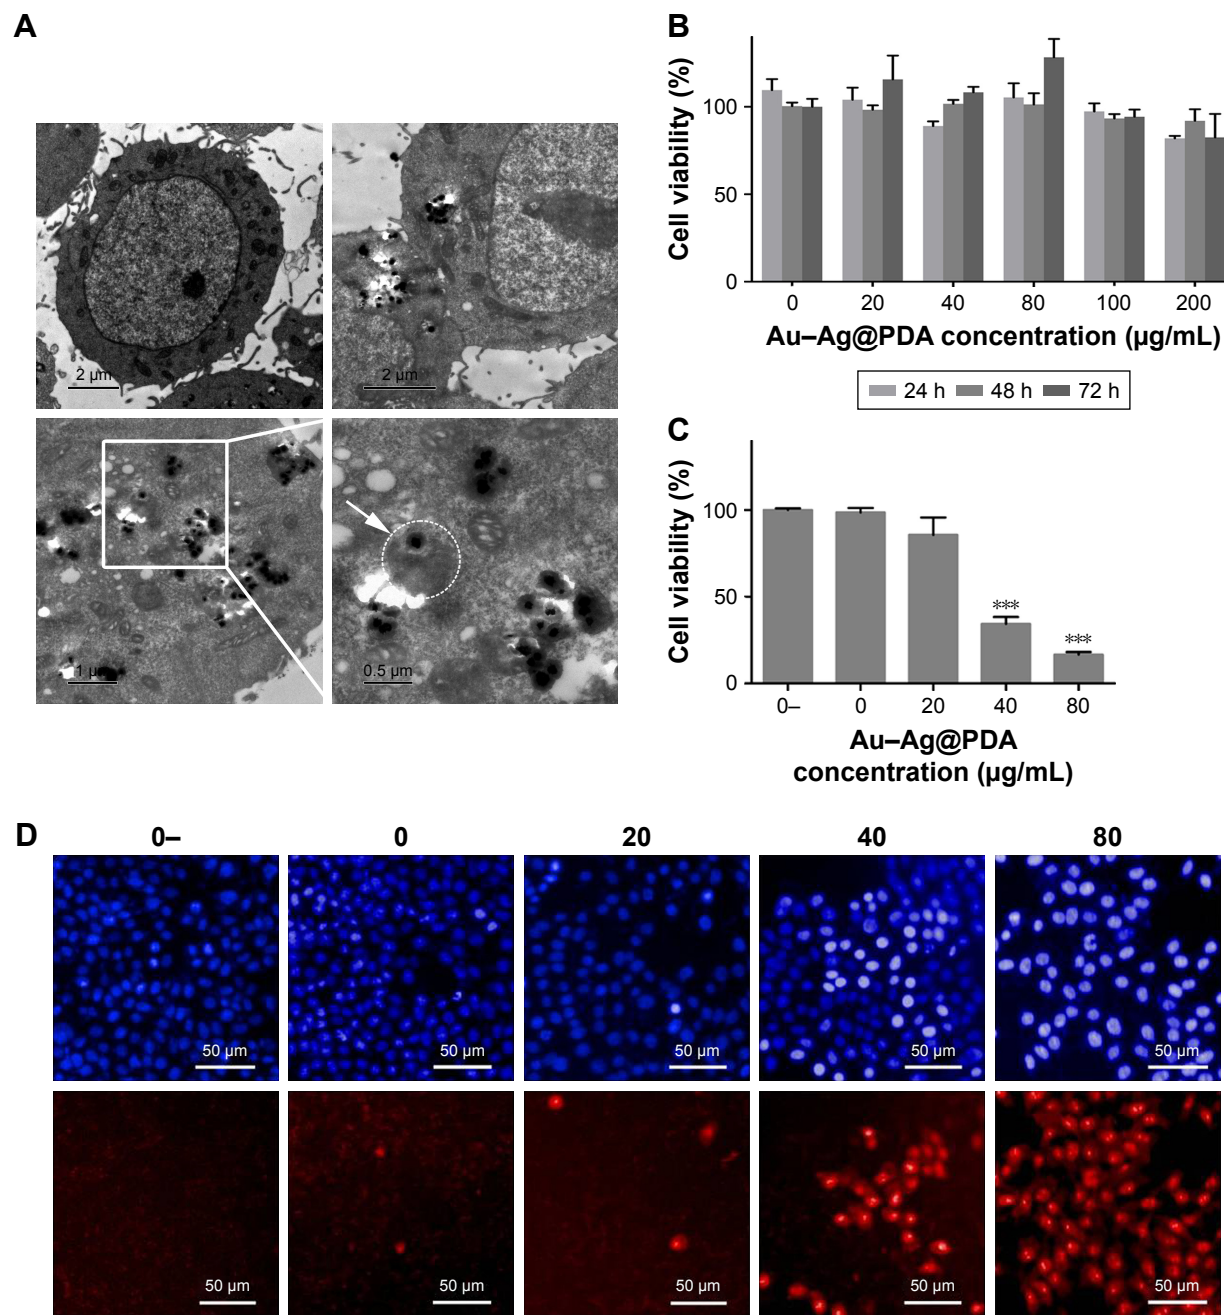 A
2 µm
2 µm
1 µm
0.5 µm
B
Cell viability (%)
100
50
0
0 20 40 80 100 200
Au–Ag@PDA concentration (µg/mL)
24 h 48 h 72 h
C
Cell viability (%)
100
50
0
***
***
0– 0 20 40 80
Au–Ag@PDA
concentration (µg/mL)
D
0– 0 20 40 80
50 µm 50 µm 50 µm 50 µm 50 µm
50 µm 50 µm 50 µm 50 µm 50 µm